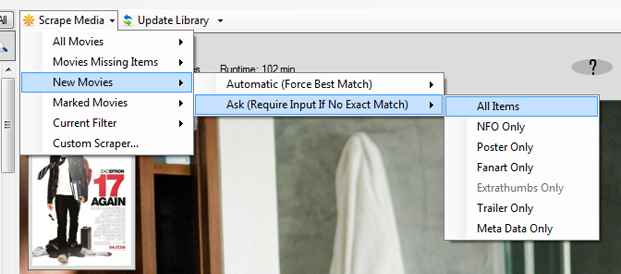 All
Scrape Media
Update Library
All Movies
Movies Missing Items
New Movies
Marked Movies
Current Filter
Custom Scraper...
Runtime: 102 min
?
Automatic (Force Best Match)
Ask (Require Input If No Exact Match)
All Items
NFO Only
Poster Only
Fanart Only
Extrathumbs Only
Trailer Only
Meta Data Only
ZAC EFRON
17
AGAIN
04.17.09